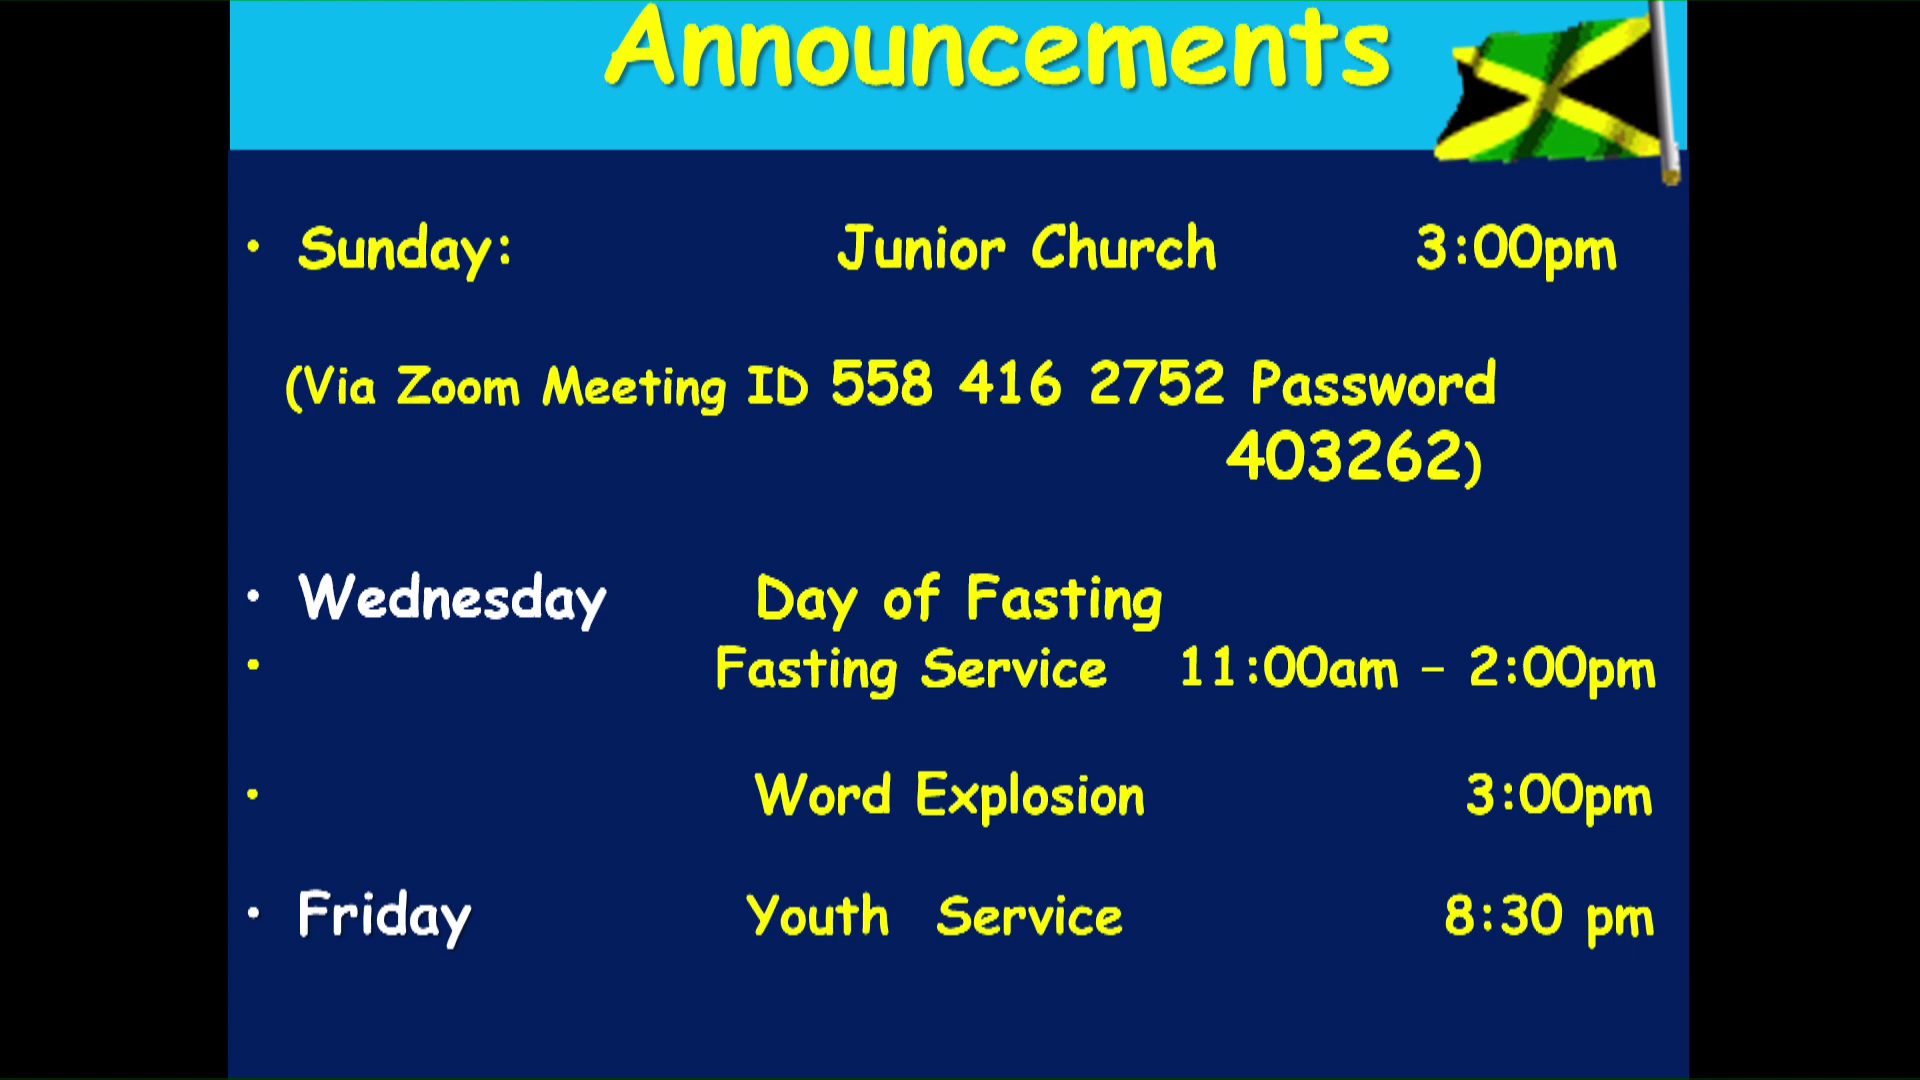 Announcements
• Sunday: Junior Church 3:00pm
(Via Zoom Meeting ID 558 416 2752 Password
403262)
• Wednesday Day of Fasting
• Fasting Service 11:00am – 2:00pm
• Word Explosion 3:00pm
• Friday Youth Service 8:30 pm